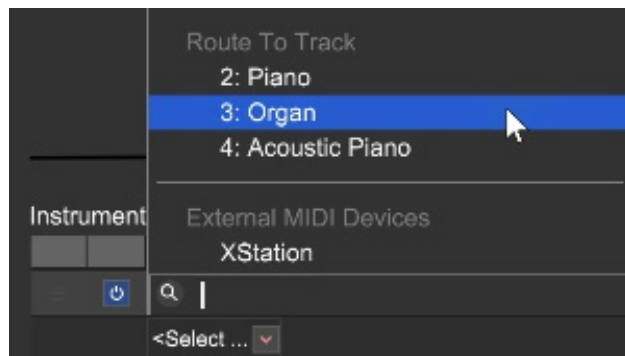 Route To Track
2: Piano
3: Organ
4: Acoustic Piano
Instrument
External MIDI Devices
XStation
<Select ...